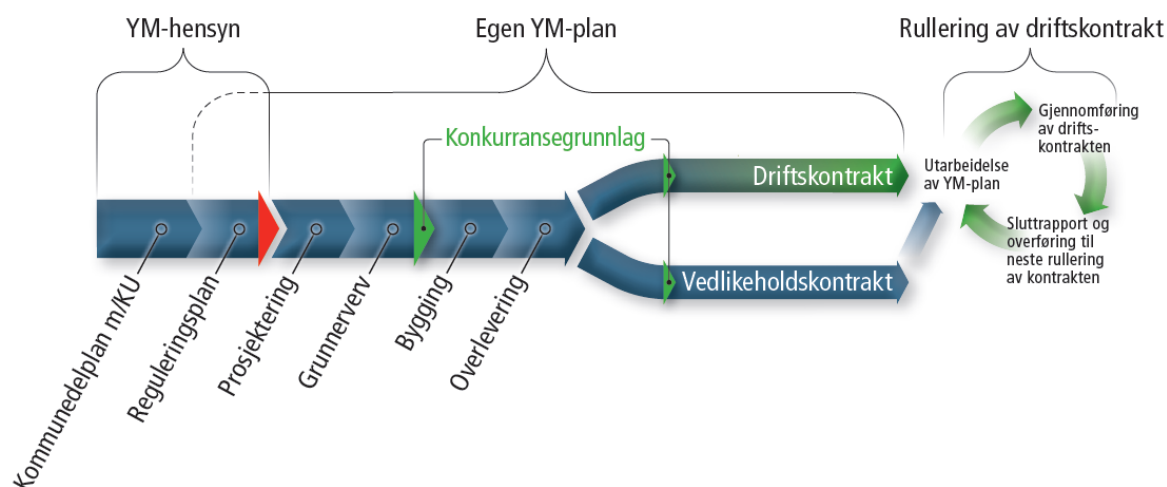 YM-hensyn
Egen YM-plan
Rullering av driftskontrakt
Konkurransegrunnlag
Driftskontrakt
Vedlikeholdskontrakt
Kommunedelplan m/KU
Reguleringsplan
Prosjektering
Grunnerverv
Bygging
Overlevering
Utarbeidelse
av YM-plan
Gjennomføring
av drifts-
kontrakten
Sluttrapport og
overføring til
neste rullering
av kontrakten